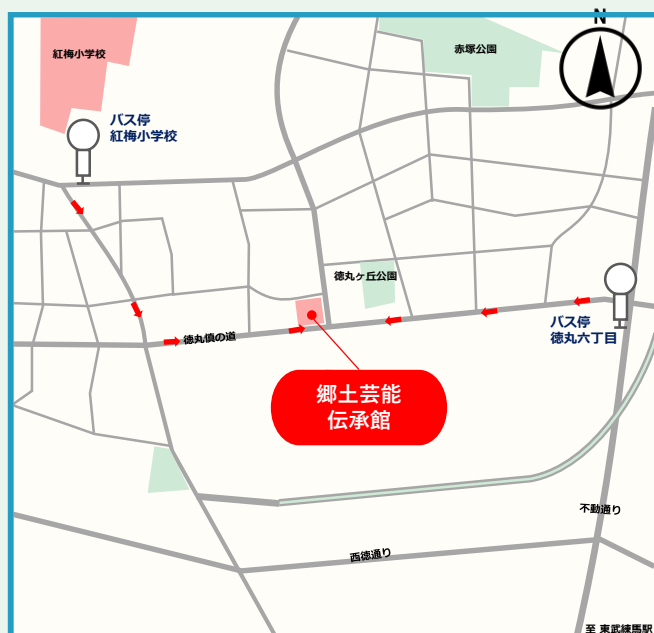 N
紅梅小学校
赤塚公園
バス停
紅梅小学校
徳丸ヶ丘公園
バス停
徳丸六丁目
徳丸慎の道
郷土芸能
伝承館
不動通り
西徳通り
至 東武練馬駅